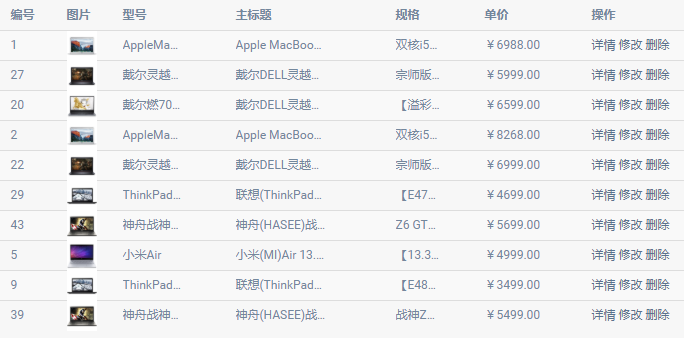 编号 图片 型号 主标题 规格 单价 操作
1 AppleMa... Apple MacBoo... 双核i5... ￥6988.00 详情 修改 删除
27 戴尔灵越... 戴尔DELL灵越... 宗师版... ￥5999.00 详情 修改 删除
20 戴尔燃70... 戴尔DELL灵越... 【溢彩... ￥6599.00 详情 修改 删除
2 AppleMa... Apple MacBoo... 双核i5... ￥8268.00 详情 修改 删除
22 戴尔灵越... 戴尔DELL灵越... 宗师版... ￥6999.00 详情 修改 删除
29 ThinkPad... 联想(ThinkPad... 【E47... ￥4699.00 详情 修改 删除
43 神舟战神... 神舟(HASEE)战... Z6 GT... ￥5699.00 详情 修改 删除
5 小米Air 小米(MI)Air 13.... 【13.3... ￥4999.00 详情 修改 删除
9 ThinkPad... 联想(ThinkPad... 【E48... ￥3499.00 详情 修改 删除
39 神舟战神... 神舟(HASEE)战... 战神Z... ￥5499.00 详情 修改 删除